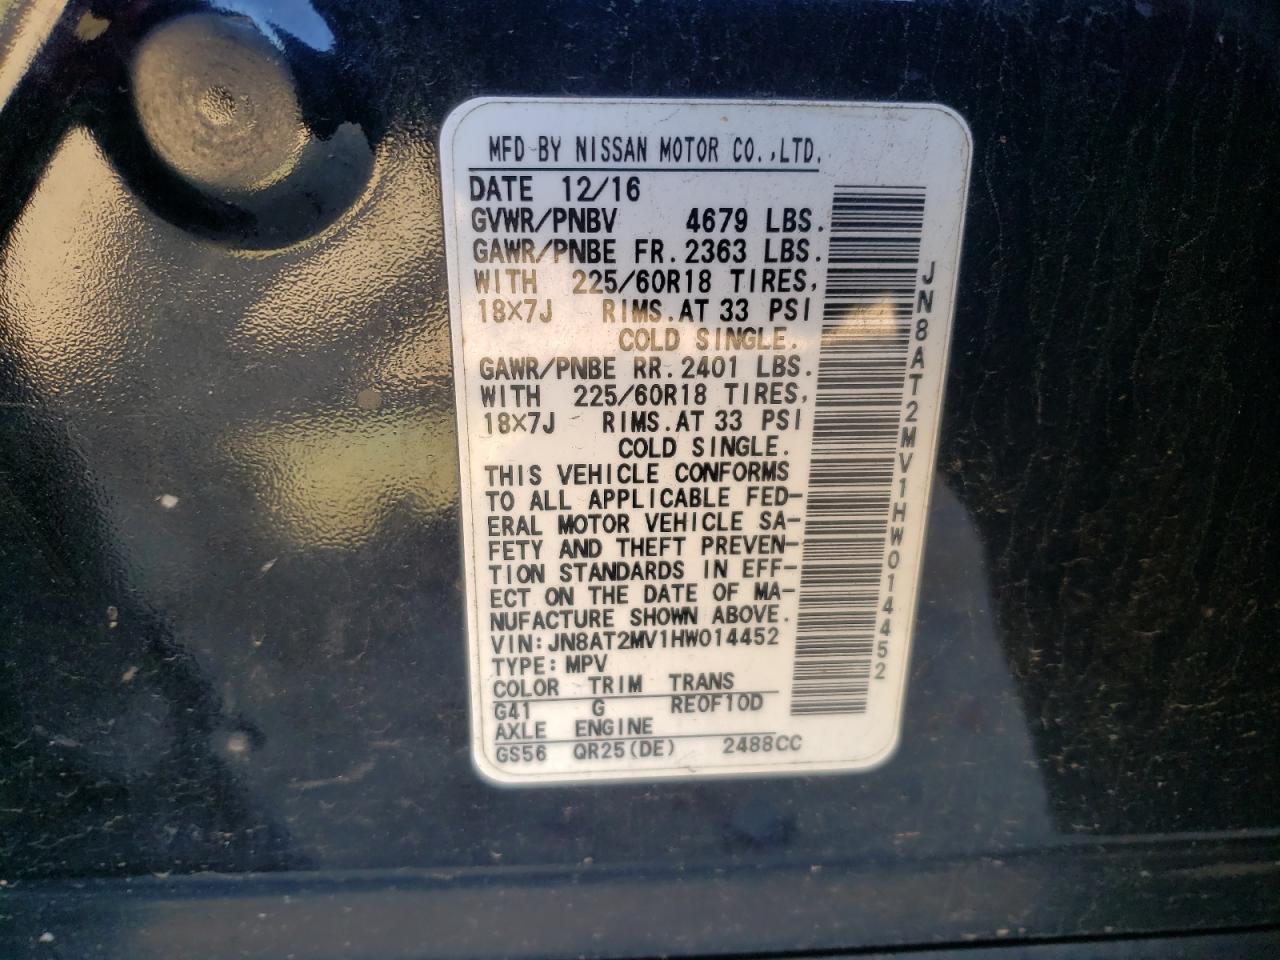 MFD BY NISSAN MOTOR CO.,LTD.
DATE 12/16
GVWR/PNBV 4679 LBS.
GAWR/PNBE FR. 2363 LBS.
WITH 225/60R18 TIRES,
18×7J RIMS. AT 33 PSI
COLD SINGLE.
GAWR/PNBE RR. 2401 LBS.
WITH 225/60R18 TIRES,
18×7J RIMS. AT 33 PSI
COLD SINGLE.
THIS VEHICLE CONFORMS
TO ALL APPLICABLE FED-
ERAL MOTOR VEHICLE SA-
FETY AND THEFT PREVEN-
TION STANDARDS IN EFF-
ECT ON THE DATE OF MA-
NUFACTURE SHOWN ABOVE.
VIN: JN8AT2MV1HW014452
TYPE: MPV
COLOR TRIM TRANS
G41 G RE0F10D
AXLE ENGINE
GS56 QR25(DE) 2488CC
JN8AT2MV1HW014452